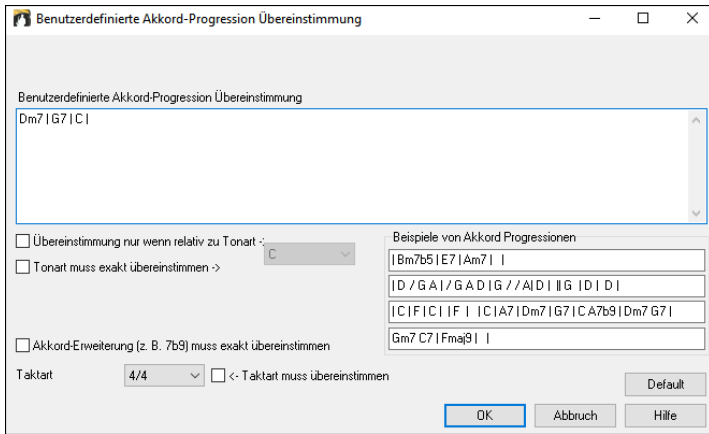 Benutzerdefinierte Akkord-Progression Übereinstimmung
Benutzerdefinierte Akkord-Progression Übereinstimmung
Dm7 | G7 | C |
Übereinstimmung nur wenn relativ zu Tonart -:
C
Tonart muss exakt übereinstimmen ->
Beispiele von Akkord Progressionen
| Bm7b5 | E7 | Am7 |  |
| D / G A | / G A D | G / / A | D |  || G  | D |  D |
| C | F | C |  | F |   | C | A7 | Dm7 | G7 | C A7b9 | Dm7 G7 |
Gm7 C7 | Fmaj9 |  |
Akkord-Erweiterung (z. B. 7b9) muss exakt übereinstimmen
Taktart 4/4 <- Taktart muss übereinstimmen
Default
OK Abbruch Hilfe